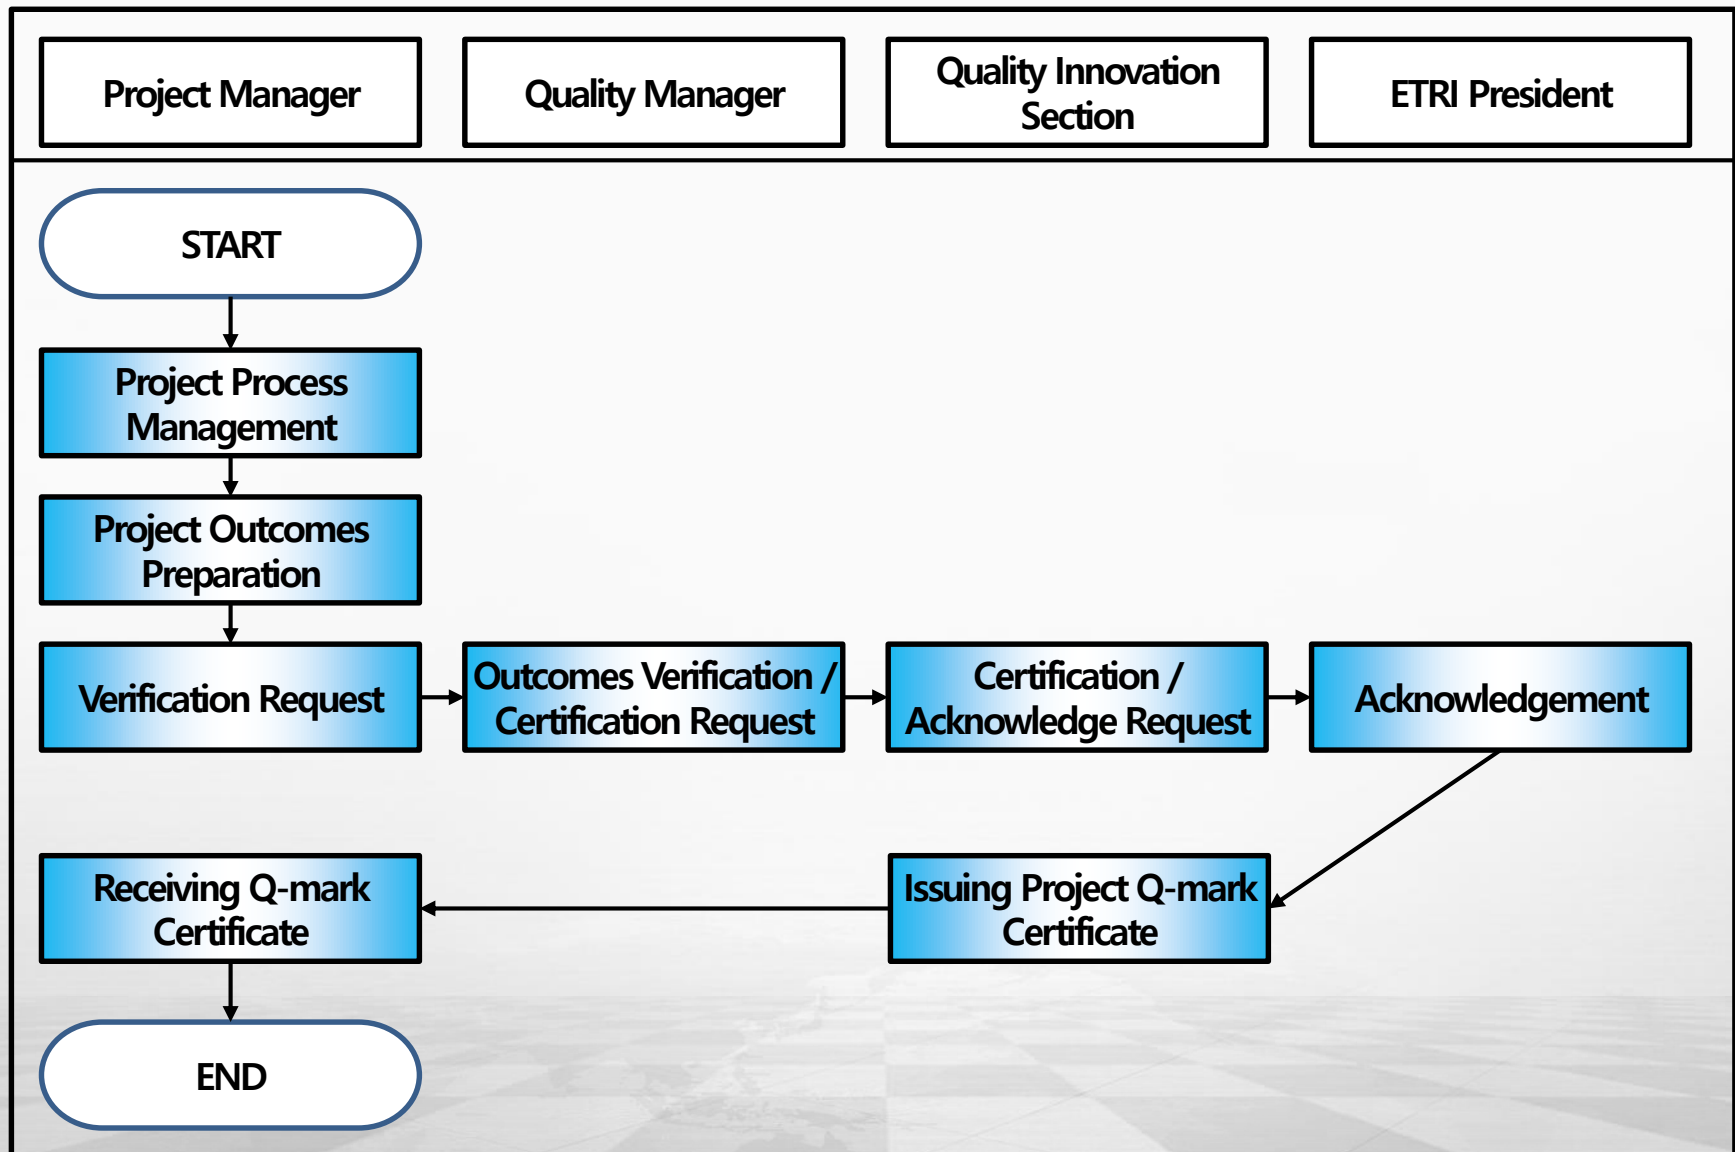 Project Manager
Quality Manager
Quality Innovation
Section
ETRI President
START
Project Process
Management
Project Outcomes
Preparation
Verification Request
Outcomes Verification /
Certification Request
Certification /
Acknowledge Request
Acknowledgement
Receiving Q-mark
Certificate
Issuing Project Q-mark
Certificate
END